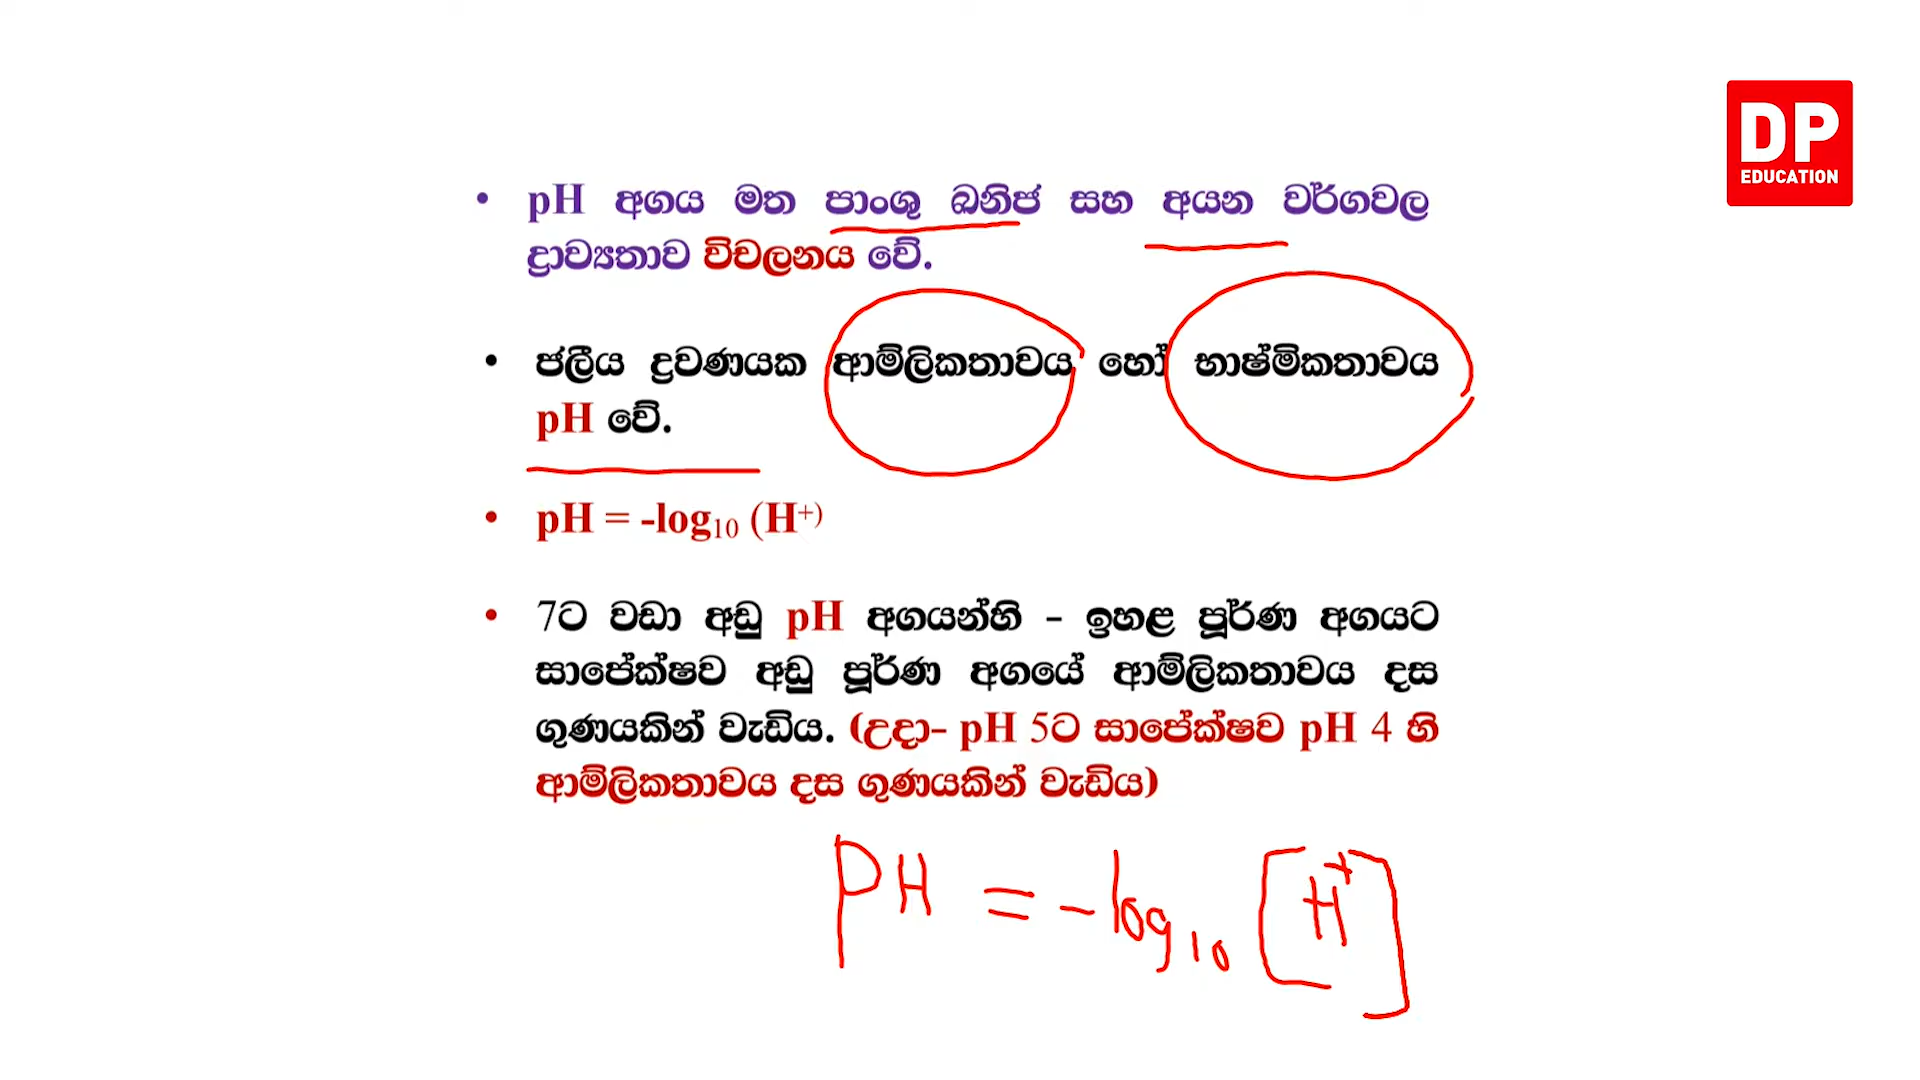 DP
EDUCATION
• pH අගය මත පාංශු ඛනිජ සහ අයන වර්ගවල
ද්‍රාව්‍යතාව විචලනය වේ.
• ජලීය ද්‍රවණයක ආම්ලිකතාවය හෝ භාෂ්මිකතාවය
pH වේ.
• pH = -log₁₀ (H⁺⁾
• 7ට වඩා අඩු pH අගයන්හි - ඉහළ පූර්ණ අගයට
සාපේක්ෂව අඩු පූර්ණ අගයේ ආම්ලිකතාවය දස
ගුණයකින් වැඩිය. (උදා- pH 5ට සාපේක්ෂව pH 4 හි
ආම්ලිකතාවය දස ගුණයකින් වැඩිය)
PH = -log₁₀ [H⁺]